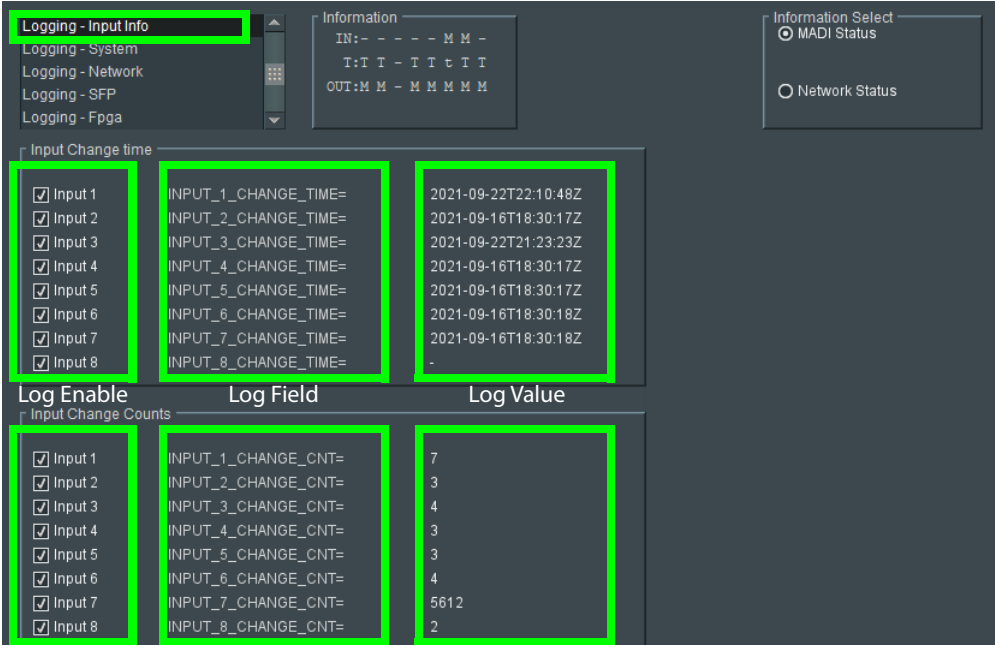 Logging - Input Info
Logging - System
Logging - Network
Logging - SFP
Logging - Fpga
Information
IN:- - - - - M M -
T:T T - T T t T T
OUT:M M - M M M M M
Information Select
MADI Status
Network Status
Input Change time
Input 1 INPUT_1_CHANGE_TIME= 2021-09-22T22:10:48Z
Input 2 INPUT_2_CHANGE_TIME= 2021-09-16T18:30:17Z
Input 3 INPUT_3_CHANGE_TIME= 2021-09-22T21:23:23Z
Input 4 INPUT_4_CHANGE_TIME= 2021-09-16T18:30:17Z
Input 5 INPUT_5_CHANGE_TIME= 2021-09-16T18:30:17Z
Input 6 INPUT_6_CHANGE_TIME= 2021-09-16T18:30:18Z
Input 7 INPUT_7_CHANGE_TIME= 2021-09-16T18:30:18Z
Input 8 INPUT_8_CHANGE_TIME= -
Log Enable Log Field Log Value
Input Change Counts
Input 1 INPUT_1_CHANGE_CNT= 7
Input 2 INPUT_2_CHANGE_CNT= 3
Input 3 INPUT_3_CHANGE_CNT= 4
Input 4 INPUT_4_CHANGE_CNT= 3
Input 5 INPUT_5_CHANGE_CNT= 3
Input 6 INPUT_6_CHANGE_CNT= 4
Input 7 INPUT_7_CHANGE_CNT= 5612
Input 8 INPUT_8_CHANGE_CNT= 2